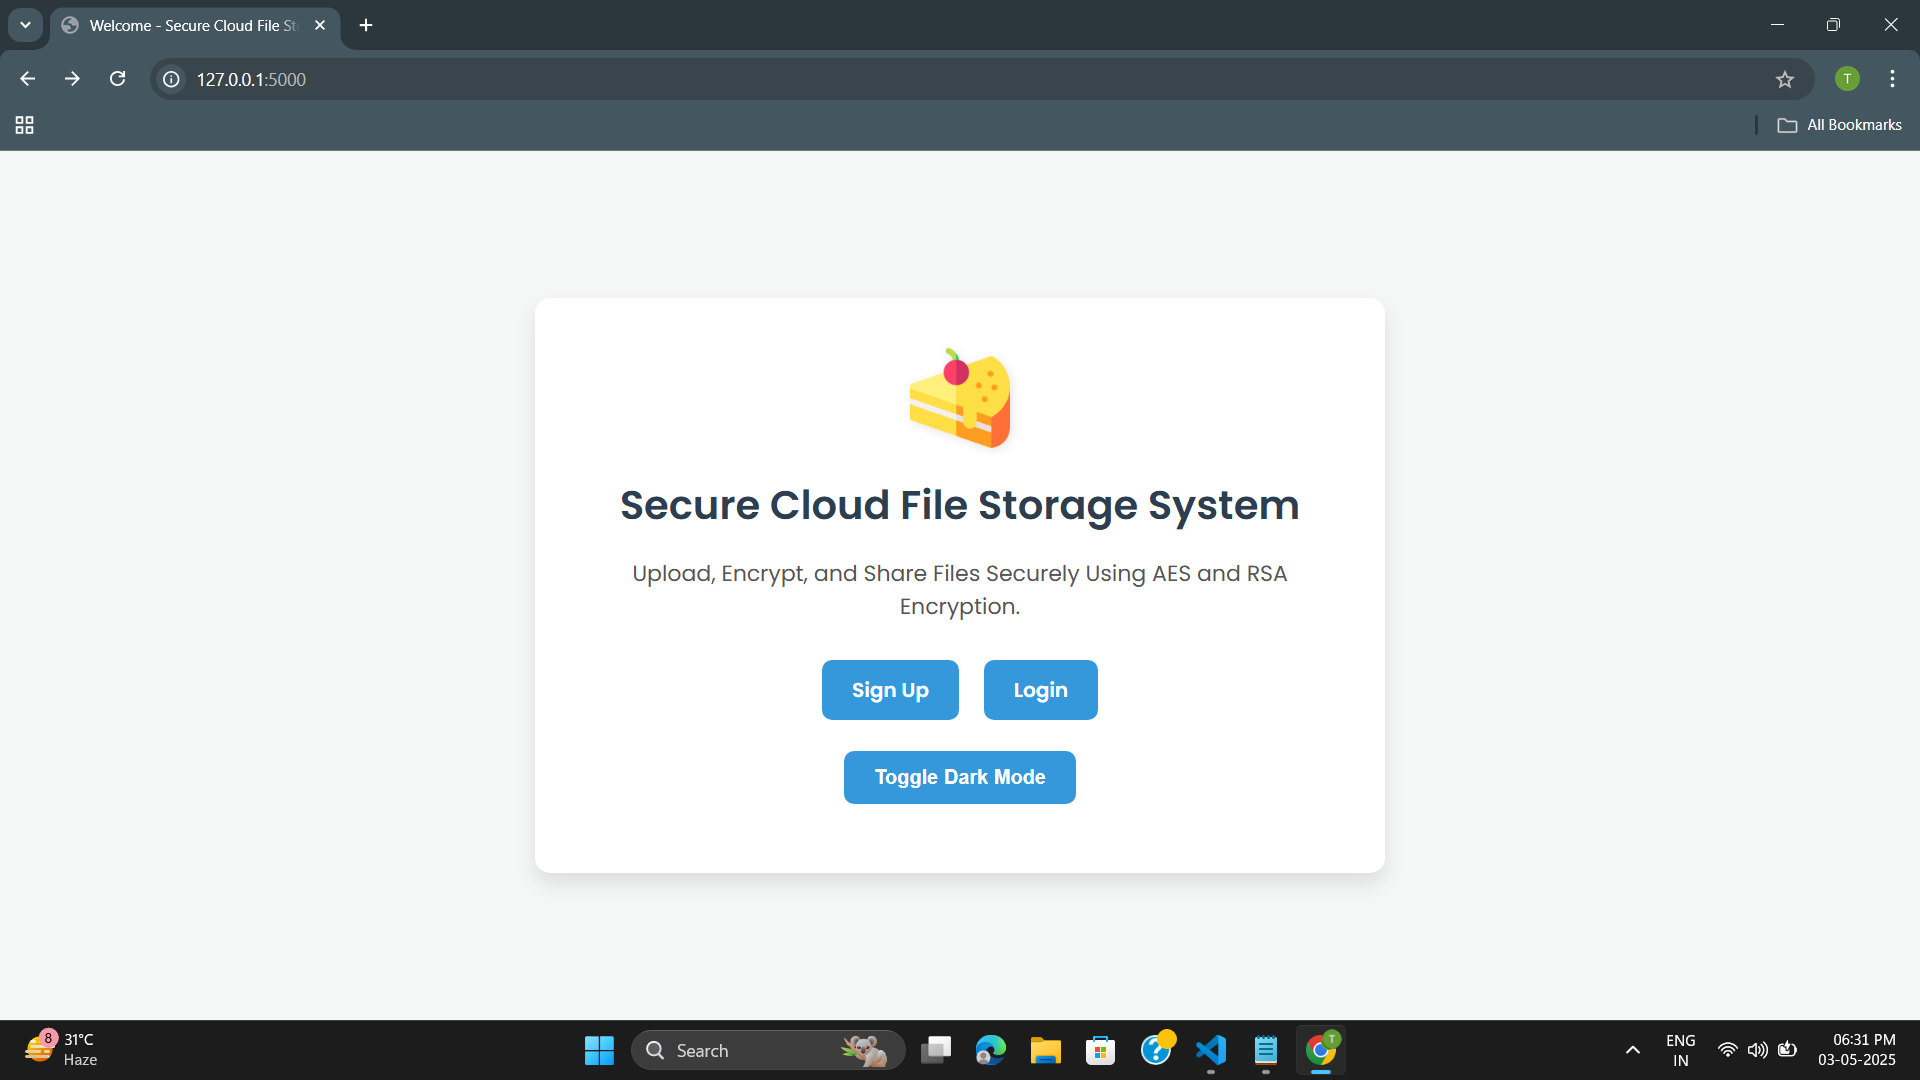 Welcome - Secure Cloud File St
127.0.0.1:5000
T
All Bookmarks
Secure Cloud File Storage System
Upload, Encrypt, and Share Files Securely Using AES and RSA
Encryption.
Sign Up
Login
Toggle Dark Mode
8
31°C
Haze
Search
T
ENG
IN
06:31 PM
03-05-2025